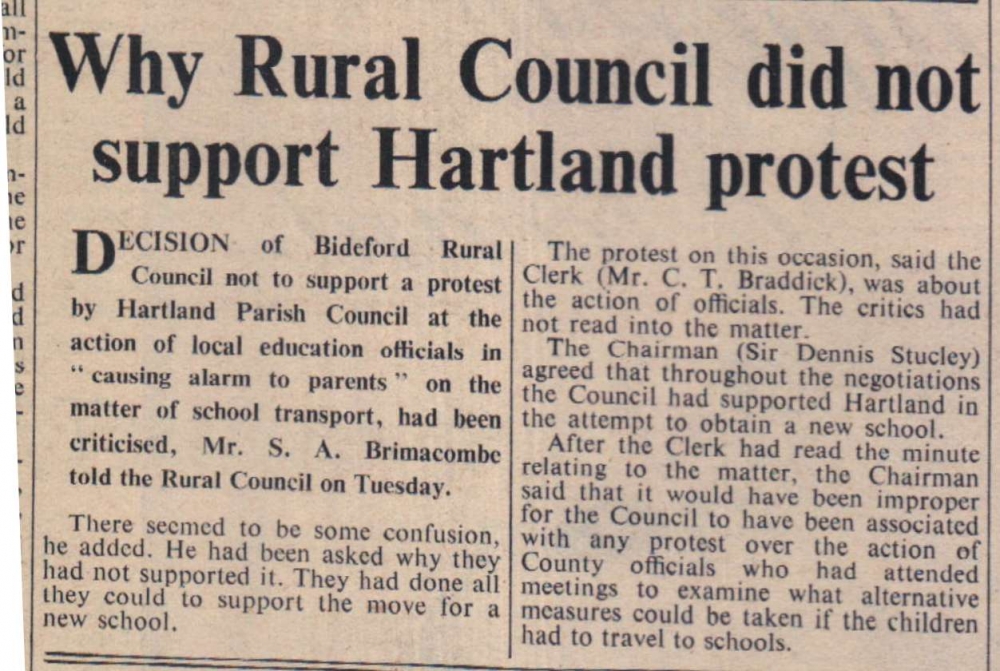 Why Rural Council did not
support Hartland protest
DECISION of Bideford Rural
Council not to support a protest
by Hartland Parish Council at the
action of local education officials in
“ causing alarm to parents ” on the
matter of school transport, had been
criticised, Mr. S. A. Brimacombe
told the Rural Council on Tuesday.
There seemed to be some confusion,
he added. He had been asked why they
had not supported it. They had done all
they could to support the move for a
new school.
The protest on this occasion, said the
Clerk (Mr. C. T. Braddick), was about
the action of officials. The critics had
not read into the matter.
The Chairman (Sir Dennis Stucley)
agreed that throughout the negotiations
the Council had supported Hartland in
the attempt to obtain a new school.
After the Clerk had read the minute
relating to the matter, the Chairman
said that it would have been improper
for the Council to have been associated
with any protest over the action of
County officials who had attended
meetings to examine what alternative
measures could be taken if the children
had to travel to schools.